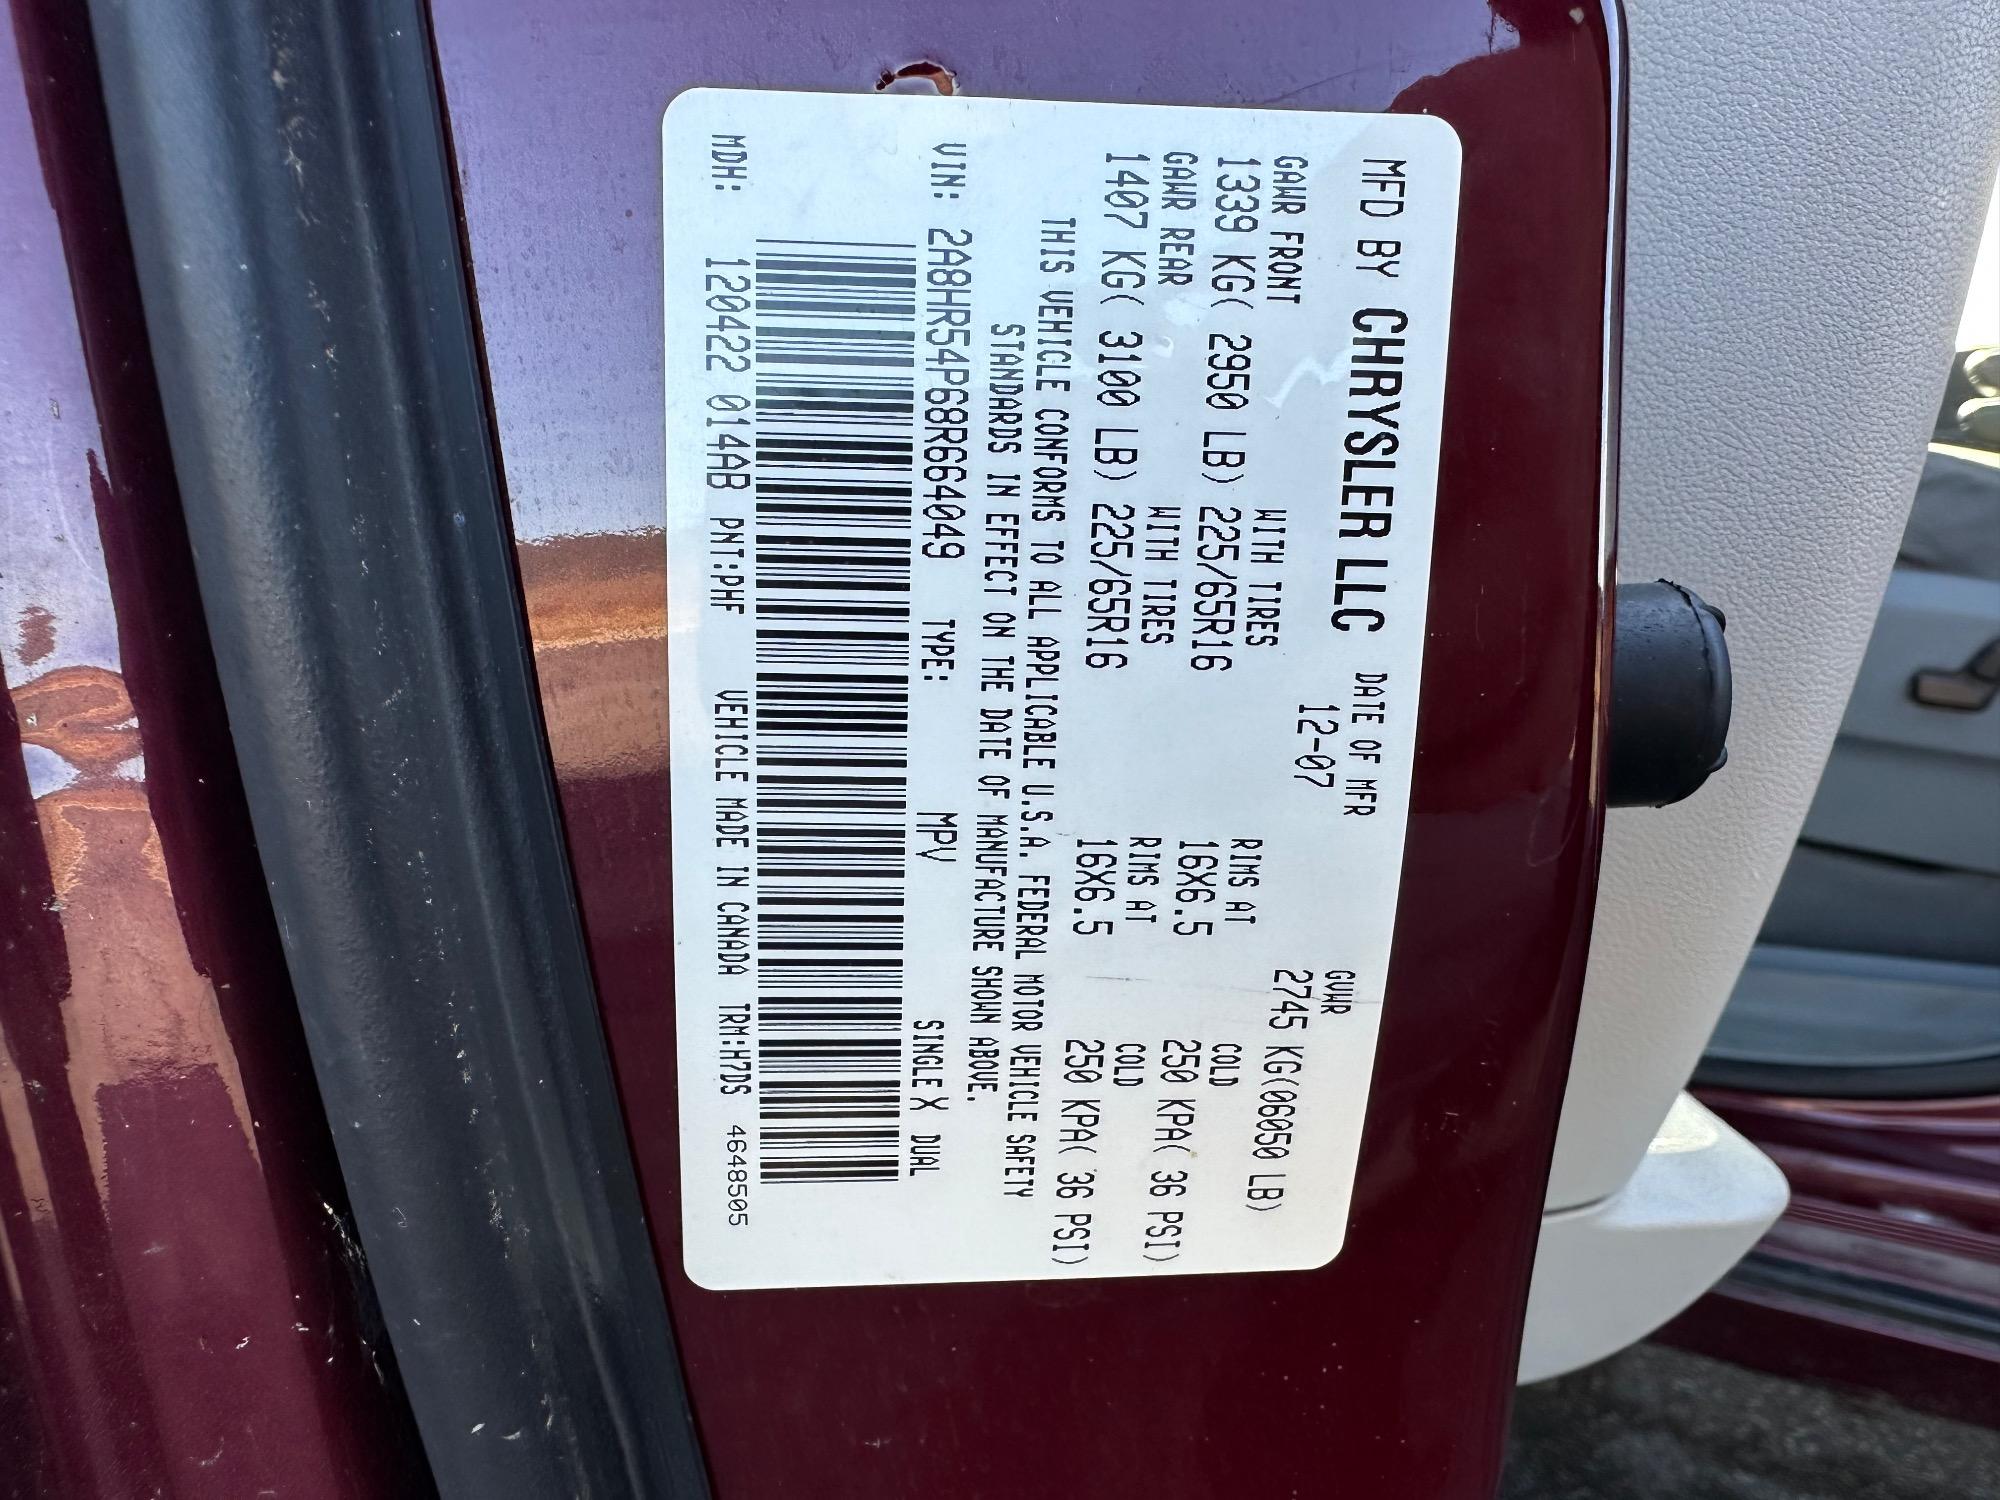 MFD BY CHRYSLER LLC DATE OF MFR GVWR
12-07 2745 KG(06050 LB)
GAWR FRONT WITH TIRES RIMS AT COLD
1339 KG( 2950 LB) 225/65R16 16X6.5 250 KPA( 36 PSI)
GAWR REAR WITH TIRES RIMS AT COLD
1407 KG( 3100 LB) 225/65R16 16X6.5 250 KPA( 36 PSI)
THIS VEHICLE CONFORMS TO ALL APPLICABLE U.S.A. FEDERAL MOTOR VEHICLE SAFETY
STANDARDS IN EFFECT ON THE DATE OF MANUFACTURE SHOWN ABOVE.
VIN: 2A8HR54P68R664049 TYPE: MPV SINGLE X DUAL
MDH: 120422 014AB PNT:PHF VEHICLE MADE IN CANADA TRM:H7DS 4648505